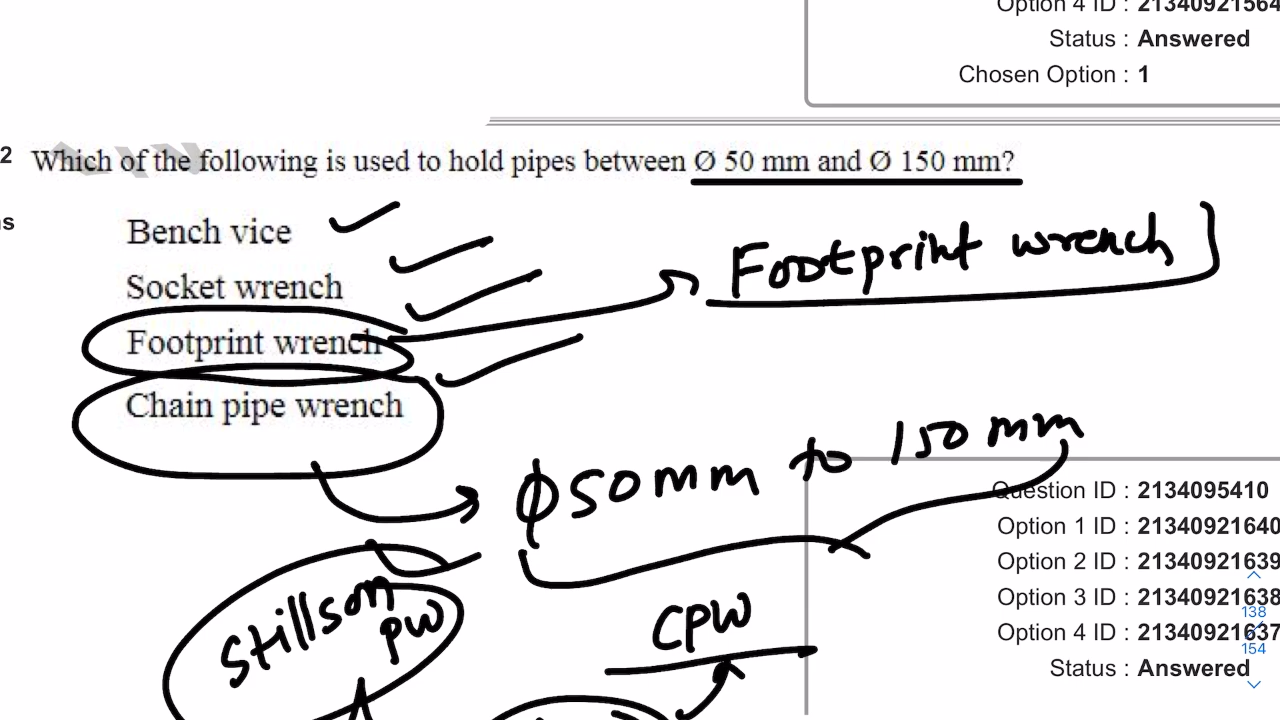 Option 4 ID : 21340921564
Status : Answered
Chosen Option : 1
2 Which of the following is used to hold pipes between Ø 50 mm and Ø 150 mm?
ns
Bench vice
Socket wrench
Footprint wrench
Chain pipe wrench
Footprint wrench
ϕ50mm to 150mm
Stillson
PW
CPW
Question ID : 2134095410
Option 1 ID : 21340921640
Option 2 ID : 21340921639
Option 3 ID : 21340921638
138
Option 4 ID : 21340921637
154
Status : Answered